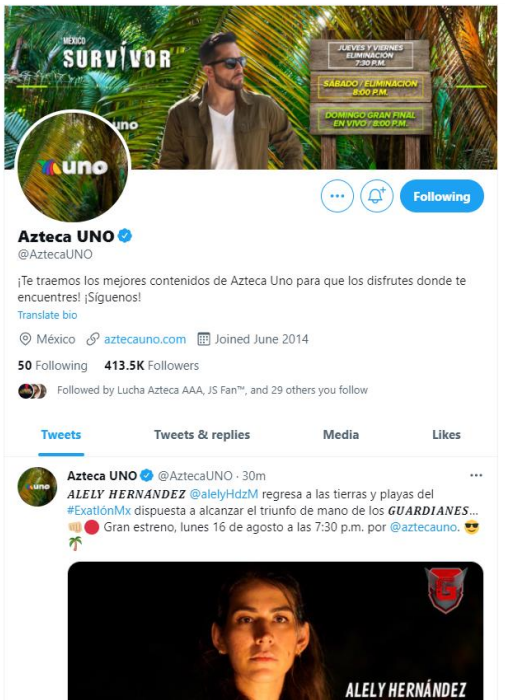 MÉXICO
SURVIVOR
JUEVES Y VIERNES
ELIMINACIÓN
7:30 P.M.
SÁBADO / ELIMINACIÓN
8:00 P.M.
DOMINGO GRAN FINAL
EN VIVO / 8:00 P.M.
uno
uno
Following
Azteca UNO
@AztecaUNO
¡Te traemos los mejores contenidos de Azteca Uno para que los disfrutes donde te
encuentres! ¡Síguenos!
Translate bio
México aztecauno.com Joined June 2014
50 Following 413.5K Followers
Followed by Lucha Azteca AAA, JS Fan™, and 29 others you follow
Tweets Tweets & replies Media Likes
uno
Azteca UNO @AztecaUNO · 30m
𝑨𝑳𝑬𝑳𝒀 𝑯𝑬𝑹𝑵𝑨́𝑵𝑫𝑬𝒁 @alelyHdzM regresa a las tierras y playas del
#ExatlónMx dispuesta a alcanzar el triunfo de mano de los 𝑮𝑼𝑨𝑹𝑫𝑰𝑨𝑵𝑬𝑺...
👊🏼🔴 Gran estreno, lunes 16 de agosto a las 7:30 p.m. por @aztecauno. 😎
🌴
G
ALELY HERNÁNDEZ